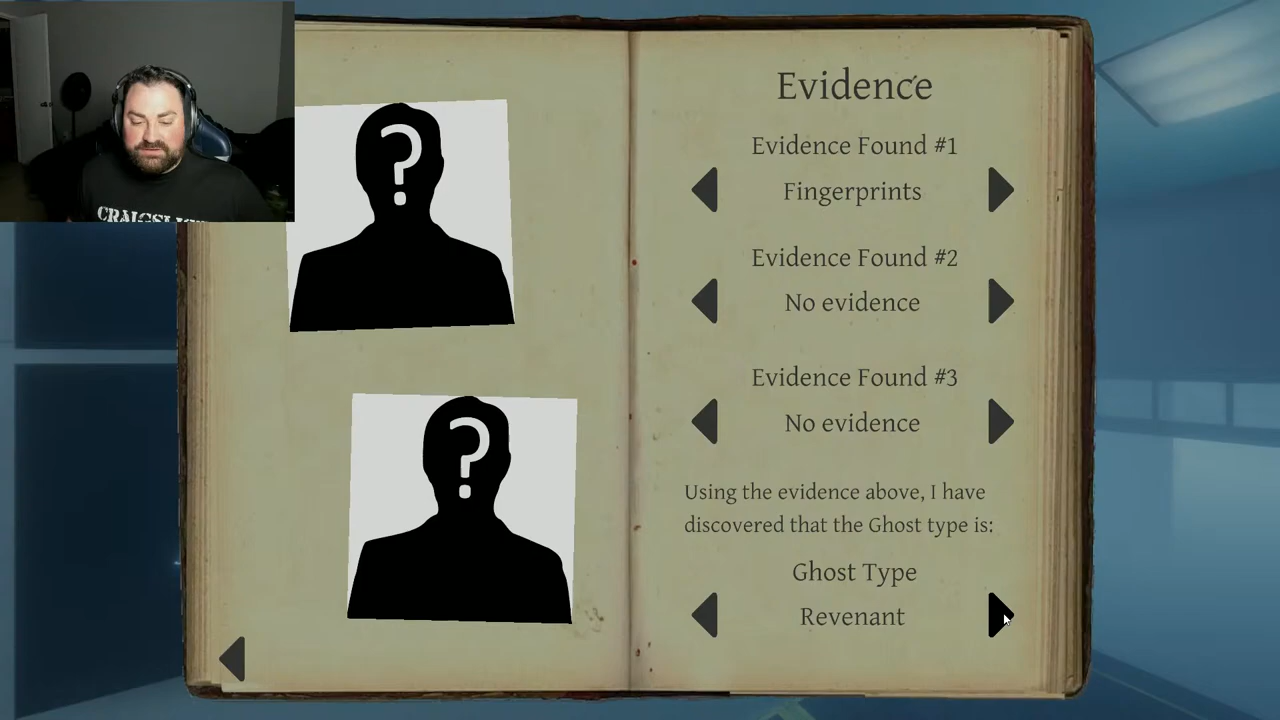 ?
?
Evidence
Evidence Found #1
Fingerprints
Evidence Found #2
No evidence
Evidence Found #3
No evidence
Using the evidence above, I have
discovered that the Ghost type is:
Ghost Type
Revenant